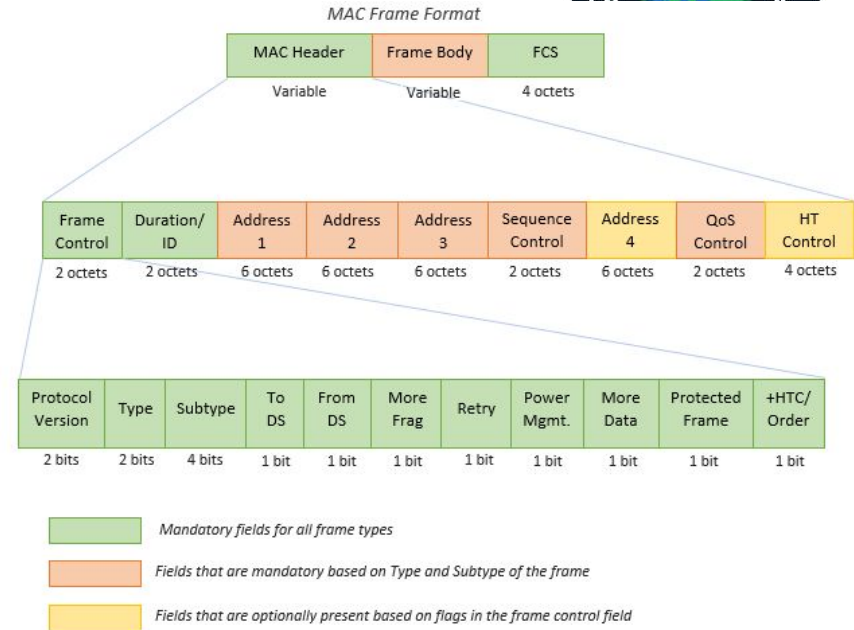 MAC Frame Format
MAC Header Frame Body FCS
Variable Variable 4 octets
Frame Duration/ Address Address Address Sequence Address QoS HT
Control ID 1 2 3 Control 4 Control Control
2 octets 2 octets 6 octets 6 octets 6 octets 2 octets 6 octets 2 octets 4 octets
Protocol Type Subtype To From More Retry Power More Protected +HTC/
Version DS DS Frag Mgmt. Data Frame Order
2 bits 2 bits 4 bits 1 bit 1 bit 1 bit 1 bit 1 bit 1 bit 1 bit 1 bit
Mandatory fields for all frame types
Fields that are mandatory based on Type and Subtype of the frame
Fields that are optionally present based on flags in the frame control field